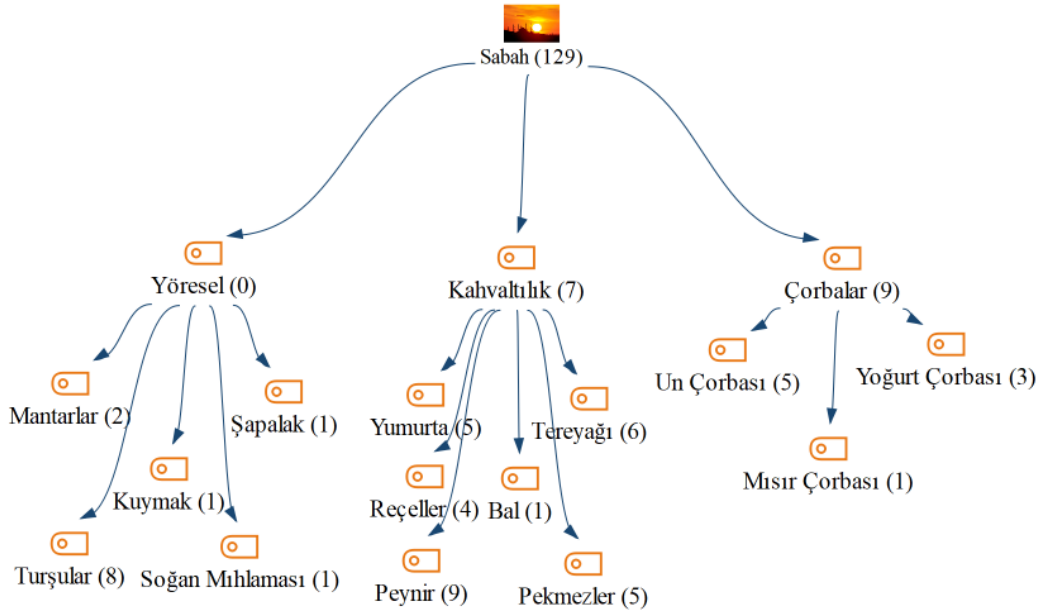 Sabah (129)
Yöresel (0)
Kahvaltılık (7)
Çorbalar (9)
Mantarlar (2)
Şapalak (1)
Kuymak (1)
Turşular (8)
Soğan Mıhlaması (1)
Yumurta (5)
Tereyağı (6)
Reçeller (4)
Bal (1)
Peynir (9)
Pekmezler (5)
Un Çorbası (5)
Yoğurt Çorbası (3)
Mısır Çorbası (1)